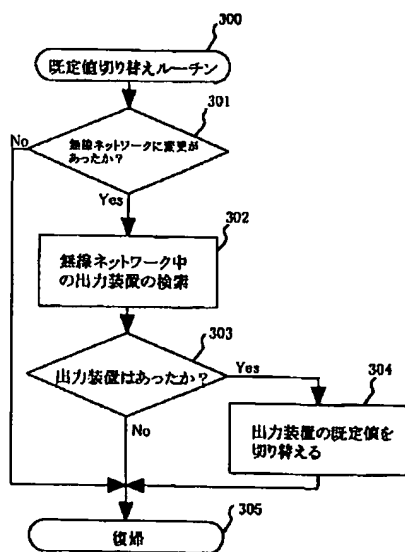 300
既定値切り替えルーチン
301
No
無線ネットワークに変更が
あったか?
Yes
302
無線ネットワーク中
の出力装置の検索
303
出力装置はあったか?
Yes
304
No
出力装置の既定値を
切り替える
305
復帰